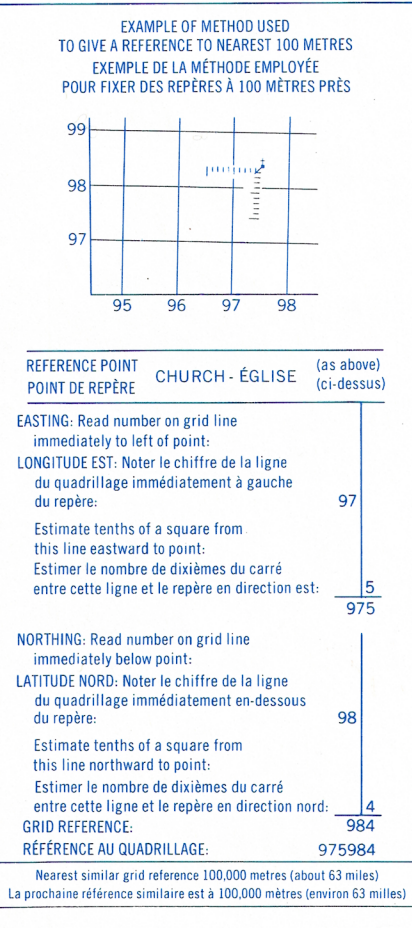 EXAMPLE OF METHOD USED
TO GIVE A REFERENCE TO NEAREST 100 METRES
EXEMPLE DE LA MÉTHODE EMPLOYÉE
POUR FIXER DES REPÈRES À 100 MÈTRES PRÈS
99
98
97
95 96 97 98
REFERENCE POINT
POINT DE REPÈRE
CHURCH - ÉGLISE
(as above)
(ci-dessus)
EASTING: Read number on grid line
immediately to left of point:
LONGITUDE EST: Noter le chiffre de la ligne
du quadrillage immédiatement à gauche
du repère: 97
Estimate tenths of a square from
this line eastward to point:
Estimer le nombre de dixièmes du carré
entre cette ligne et le repère en direction est: 5
975
NORTHING: Read number on grid line
immediately below point:
LATITUDE NORD: Noter le chiffre de la ligne
du quadrillage immédiatement en-dessous
du repère: 98
Estimate tenths of a square from
this line northward to point:
Estimer le nombre de dixièmes du carré
entre cette ligne et le repère en direction nord: 4
GRID REFERENCE: 984
RÉFÉRENCE AU QUADRILLAGE: 975984
Nearest similar grid reference 100,000 metres (about 63 miles)
La prochaine référence similaire est à 100,000 mètres (environ 63 milles)